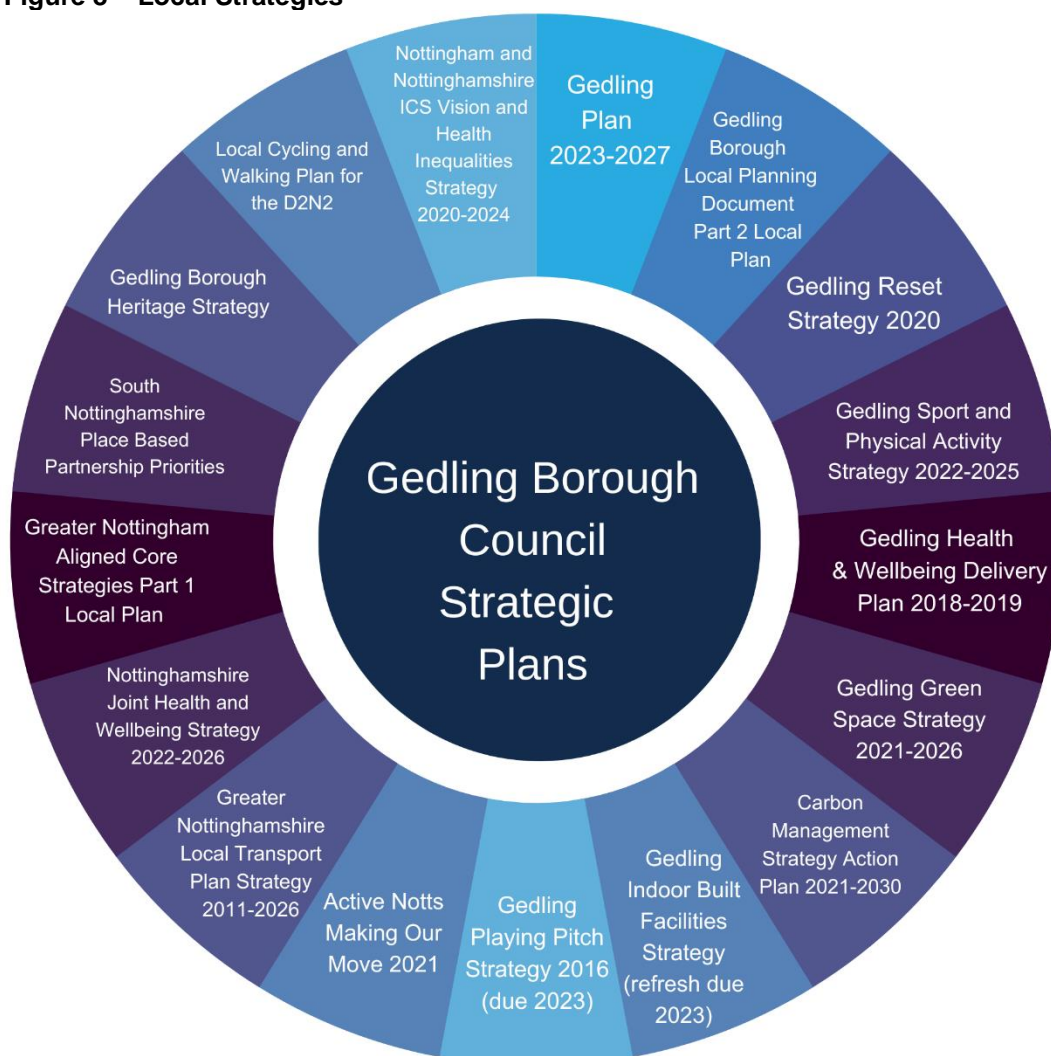 Local Strategies
Nottingham and
Nottinghamshire
ICS Vision and
Health
Inequalities
Strategy
2020-2024
Gedling
Plan
2023-2027
Gedling
Borough
Local Planning
Document
Part 2 Local
Plan
Gedling Reset
Strategy 2020
Gedling Sport and
Physical Activity
Strategy 2022-2025
Gedling Health
& Wellbeing Delivery
Plan 2018-2019
Gedling Green
Space Strategy
2021-2026
Carbon
Management
Strategy Action
Plan 2021-2030
Gedling
Indoor Built
Facilities
Strategy
(refresh due
2023)
Gedling
Playing Pitch
Strategy 2016
(due 2023)
Active Notts
Making Our
Move 2021
Greater
Nottinghamshire
Local Transport
Plan Strategy
2011-2026
Nottinghamshire
Joint Health and
Wellbeing Strategy
2022-2026
Greater Nottingham
Aligned Core
Strategies Part 1
Local Plan
South
Nottinghamshire
Place Based
Partnership Priorities
Gedling Borough
Heritage Strategy
Local Cycling and
Walking Plan for
the D2N2
Gedling Borough
Council
Strategic
Plans